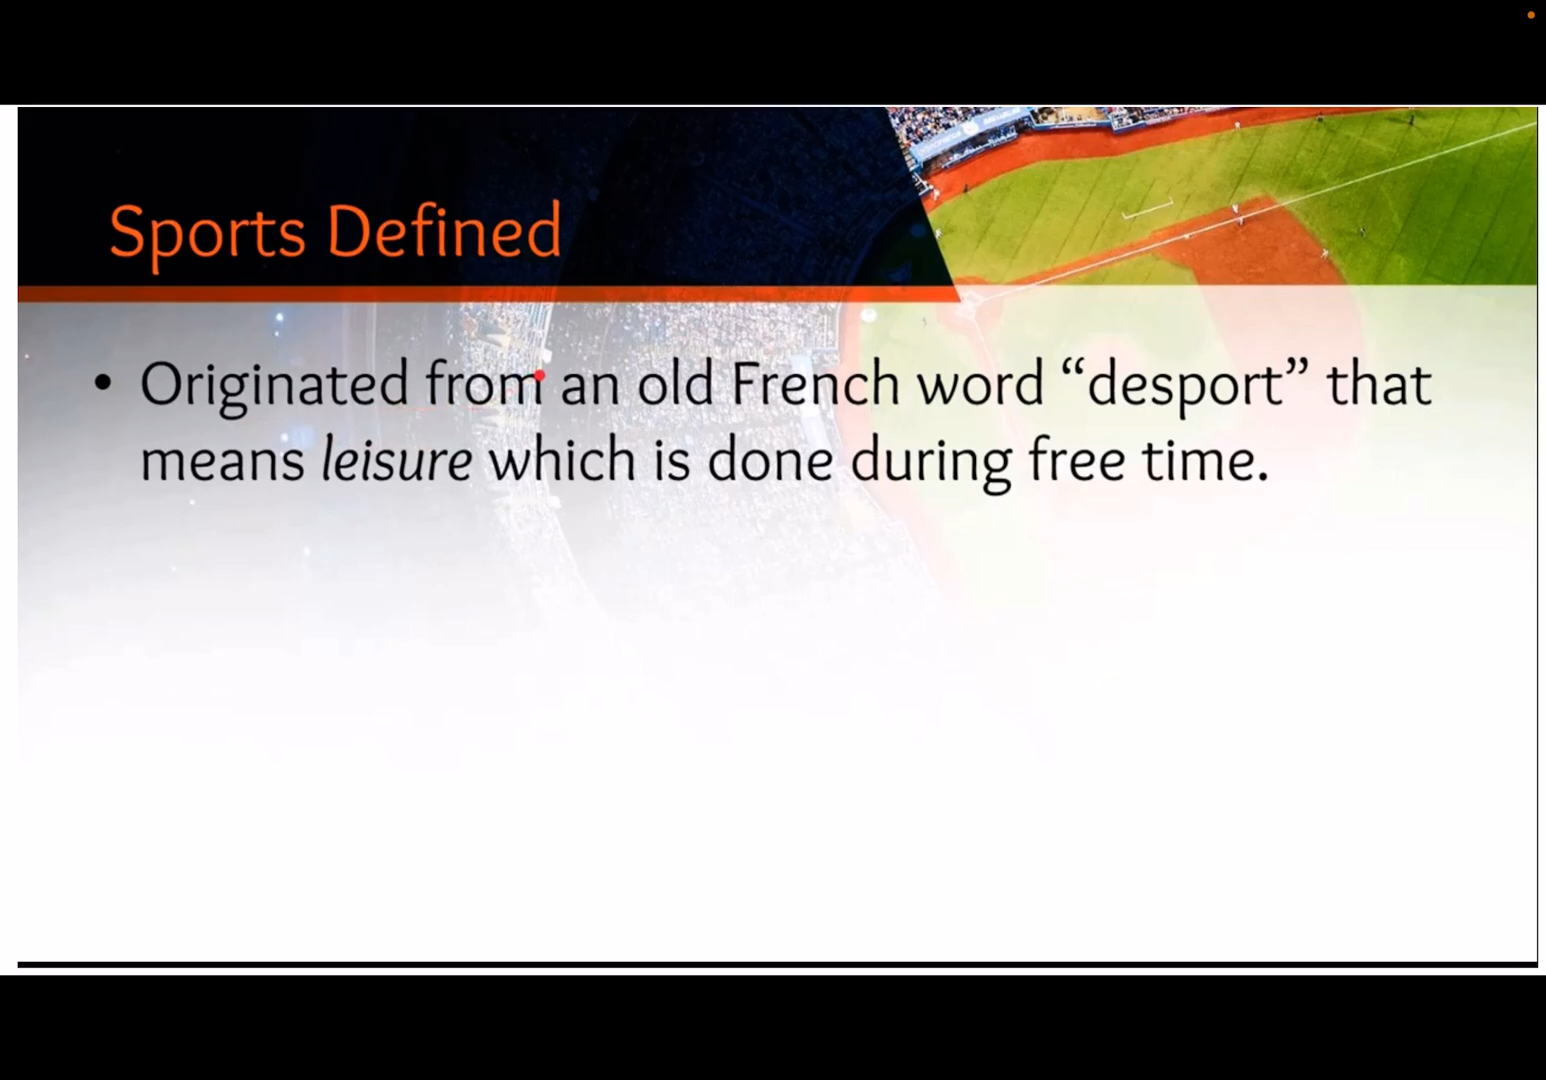 Sports Defined
• Originated from an old French word “desport” that
means leisure which is done during free time.